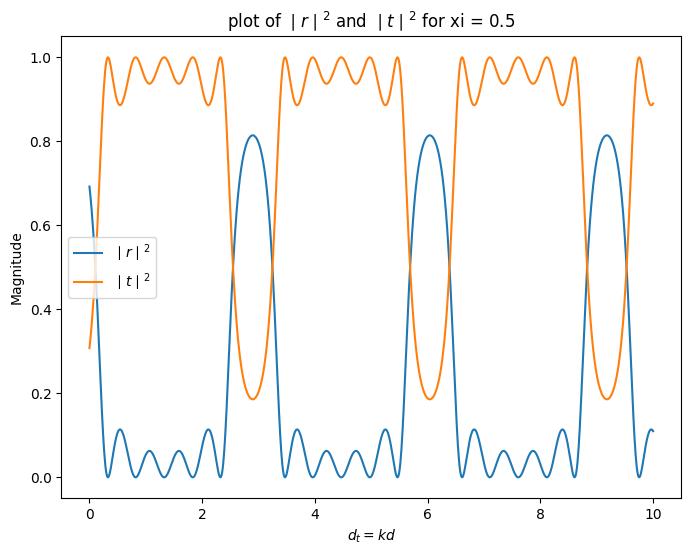 plot of | r |² and | t |² for xi = 0.5
1.0
0.8
0.6
0.4
0.2
0.0
Magnitude
| r |²
| t |²
0 2 4 6 8 10
dₜ = kd